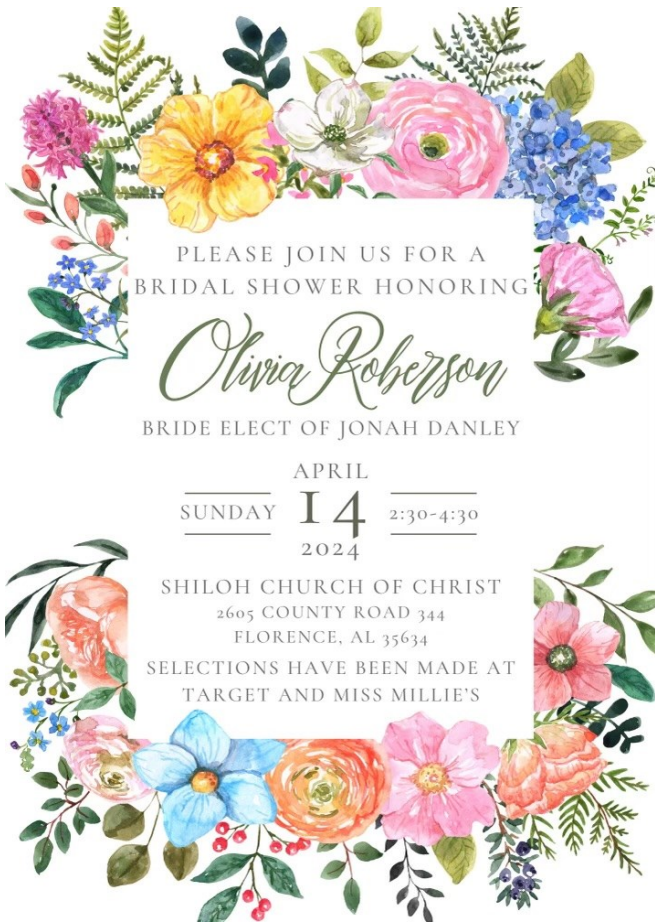 PLEASE JOIN US FOR A
BRIDAL SHOWER HONORING
Olivia Roberson
BRIDE ELECT OF JONAH DANLEY
APRIL
SUNDAY 14 2:30-4:30
2024
SHILOH CHURCH OF CHRIST
2605 COUNTY ROAD 344
FLORENCE, AL 35634
SELECTIONS HAVE BEEN MADE AT
TARGET AND MISS MILLIE'S